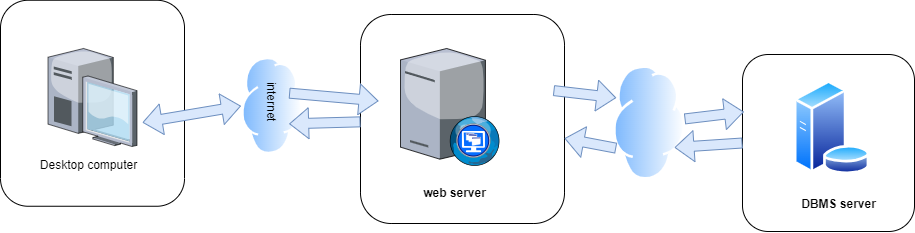 Desktop computer
internet
web server
DBMS server